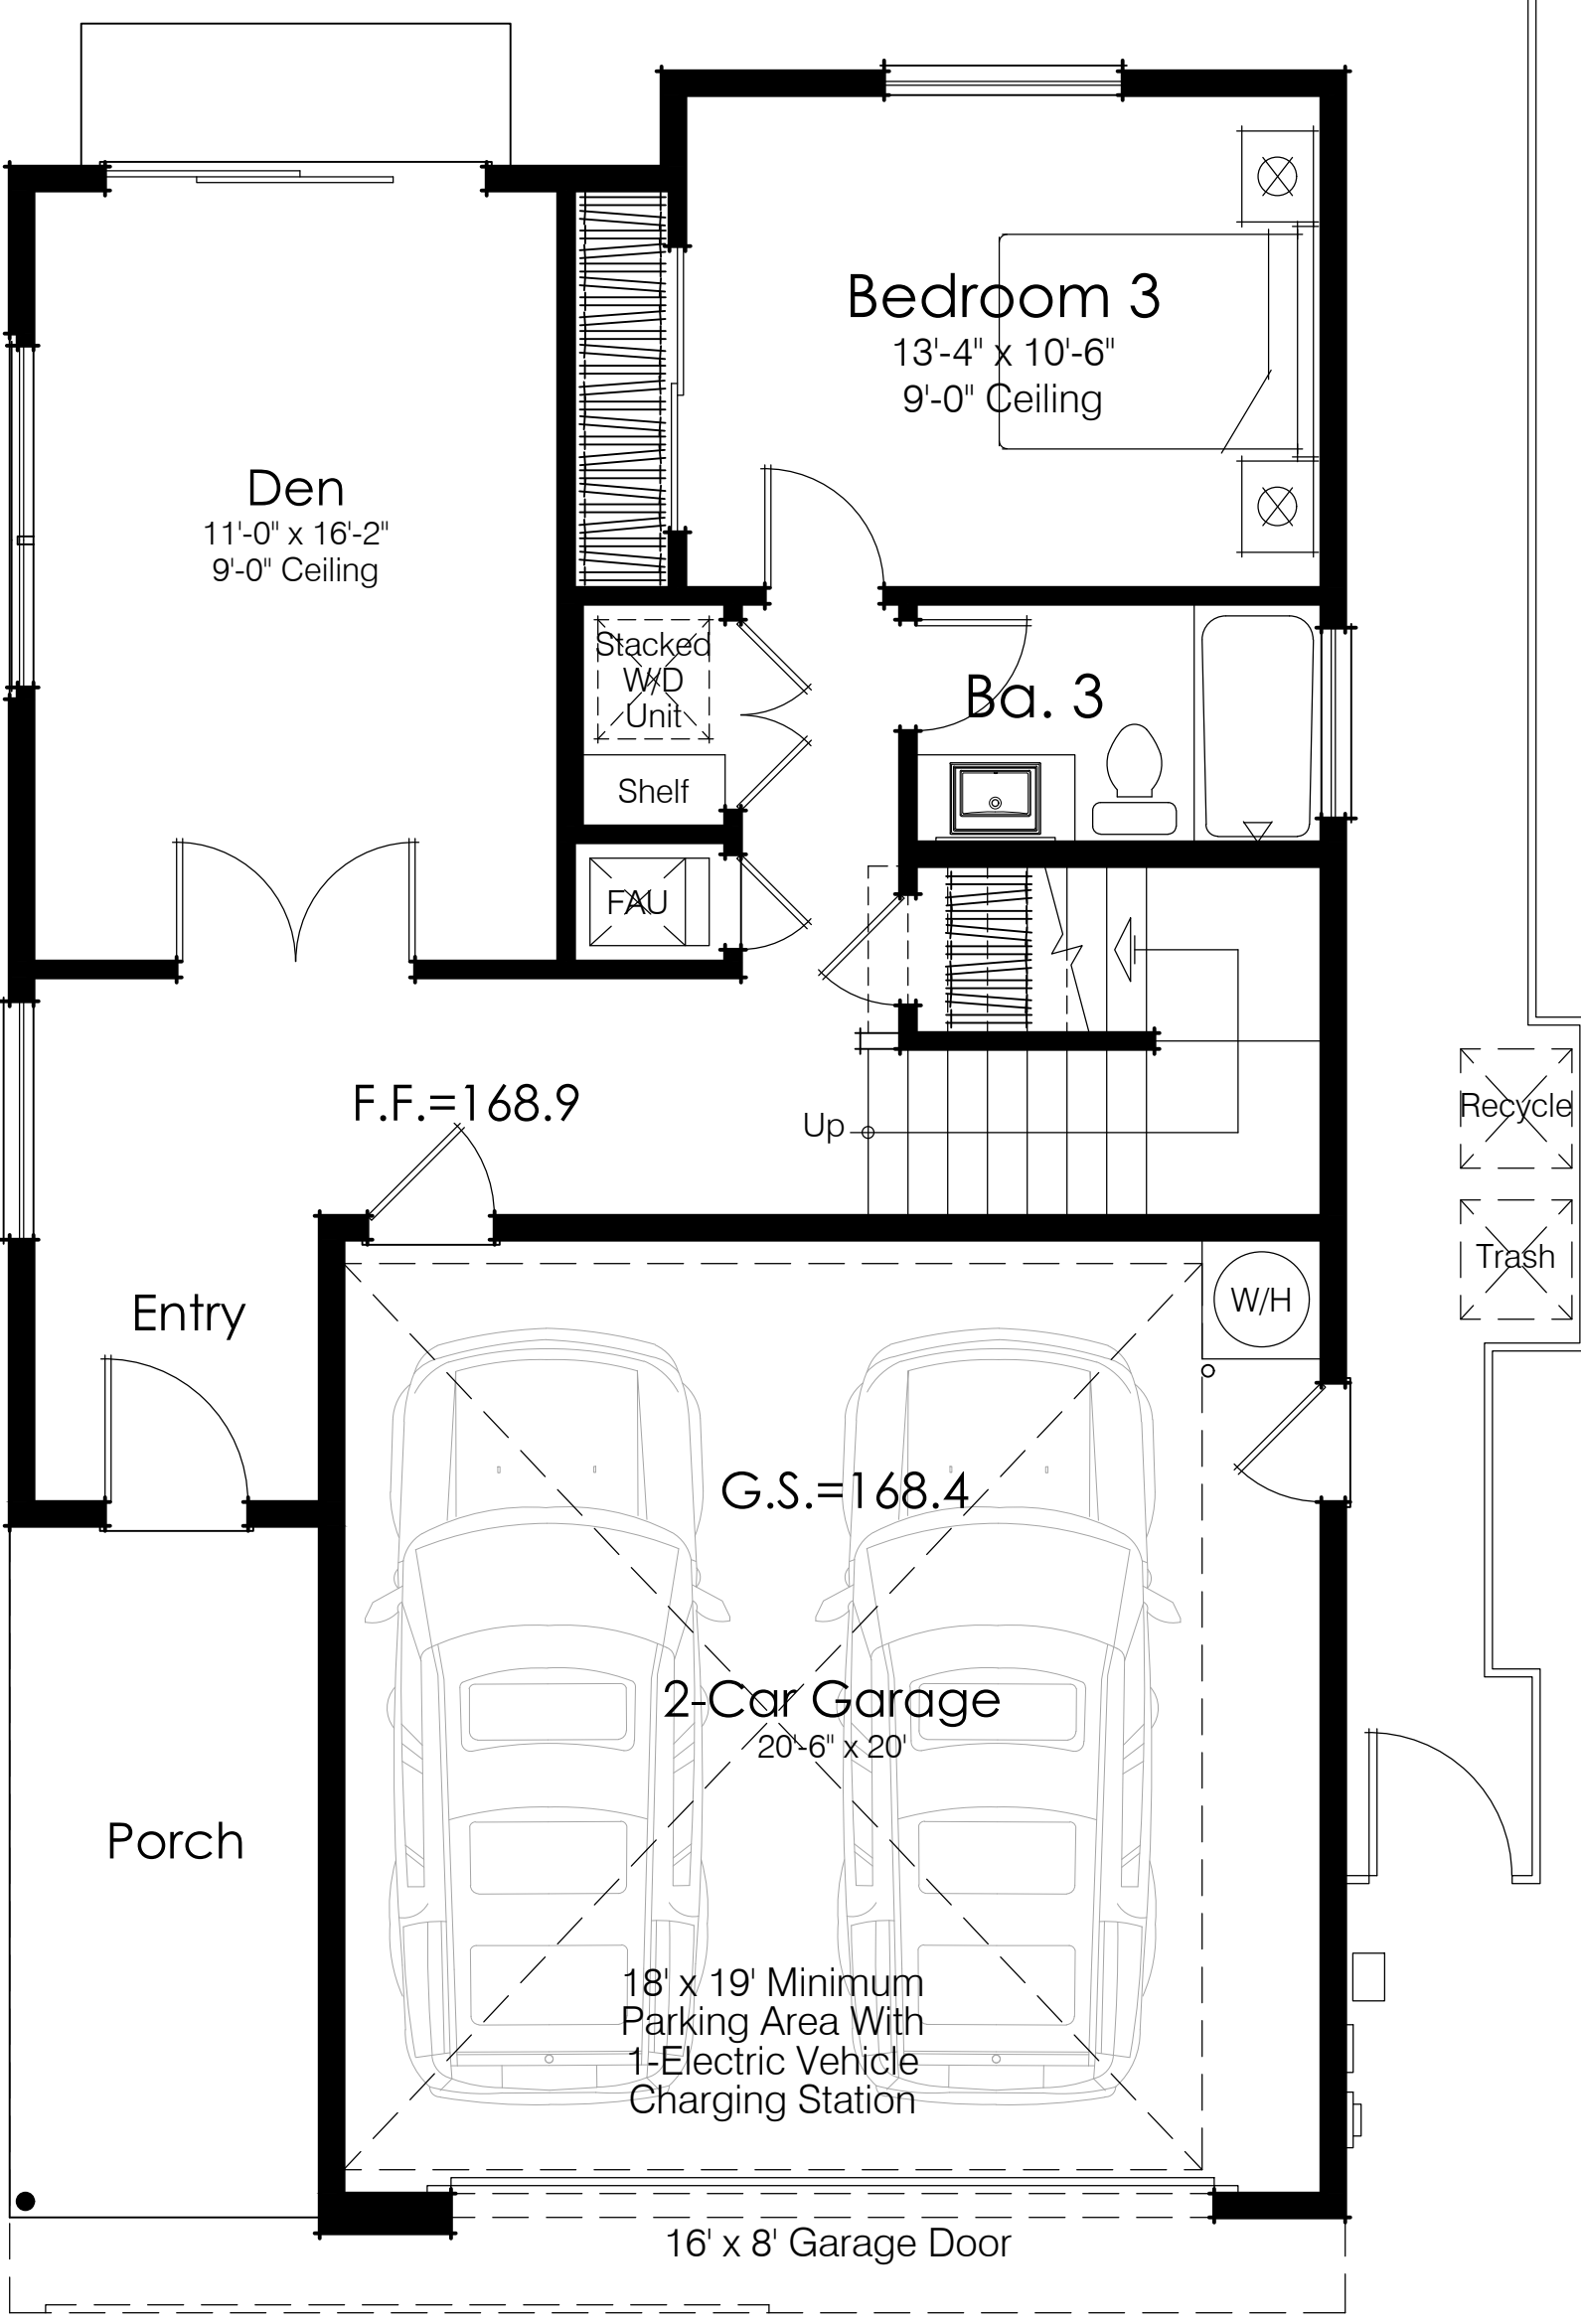 Bedroom 3
13'-4" x 10'-6"
9'-0" Ceiling
Den
11'-0" x 16'-2"
9'-0" Ceiling
Stacked
W/D
Unit
Shelf
Ba. 3
FAU
F.F.=168.9
Up
Recycle
Trash
Entry
W/H
G.S.=168.4
2-Car Garage
20'-6" x 20'
Porch
18' x 19' Minimum
Parking Area With
1-Electric Vehicle
Charging Station
16' x 8' Garage Door